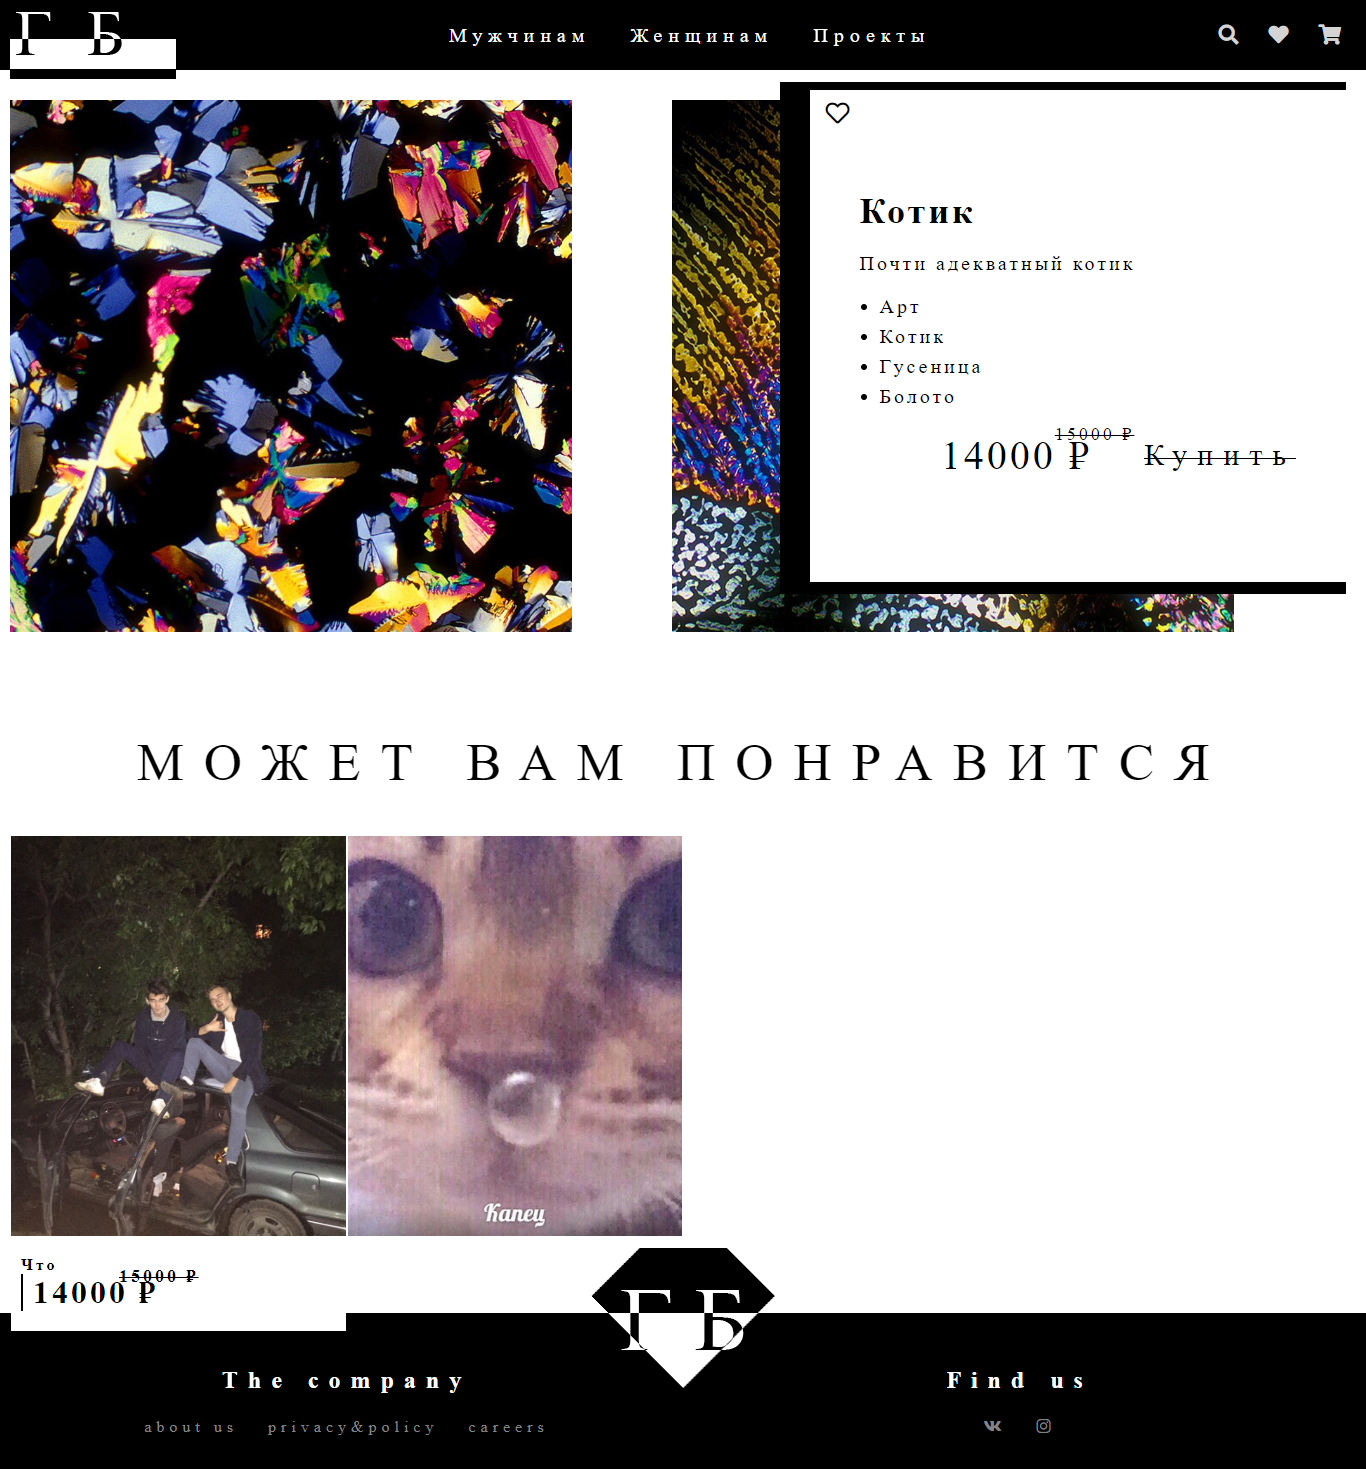 Г Б
Мужчинам Женщинам Проекты
Котик
Почти адекватный котик
• Арт
• Котик
• Гусеница
• Болото
14000 ₽ 15000 ₽ Купить
МОЖЕТ ВАМ ПОНРАВИТСЯ
Капец
Что
14000 ₽ 15000 ₽
Г Б
The company
Find us
about us privacy&policy careers